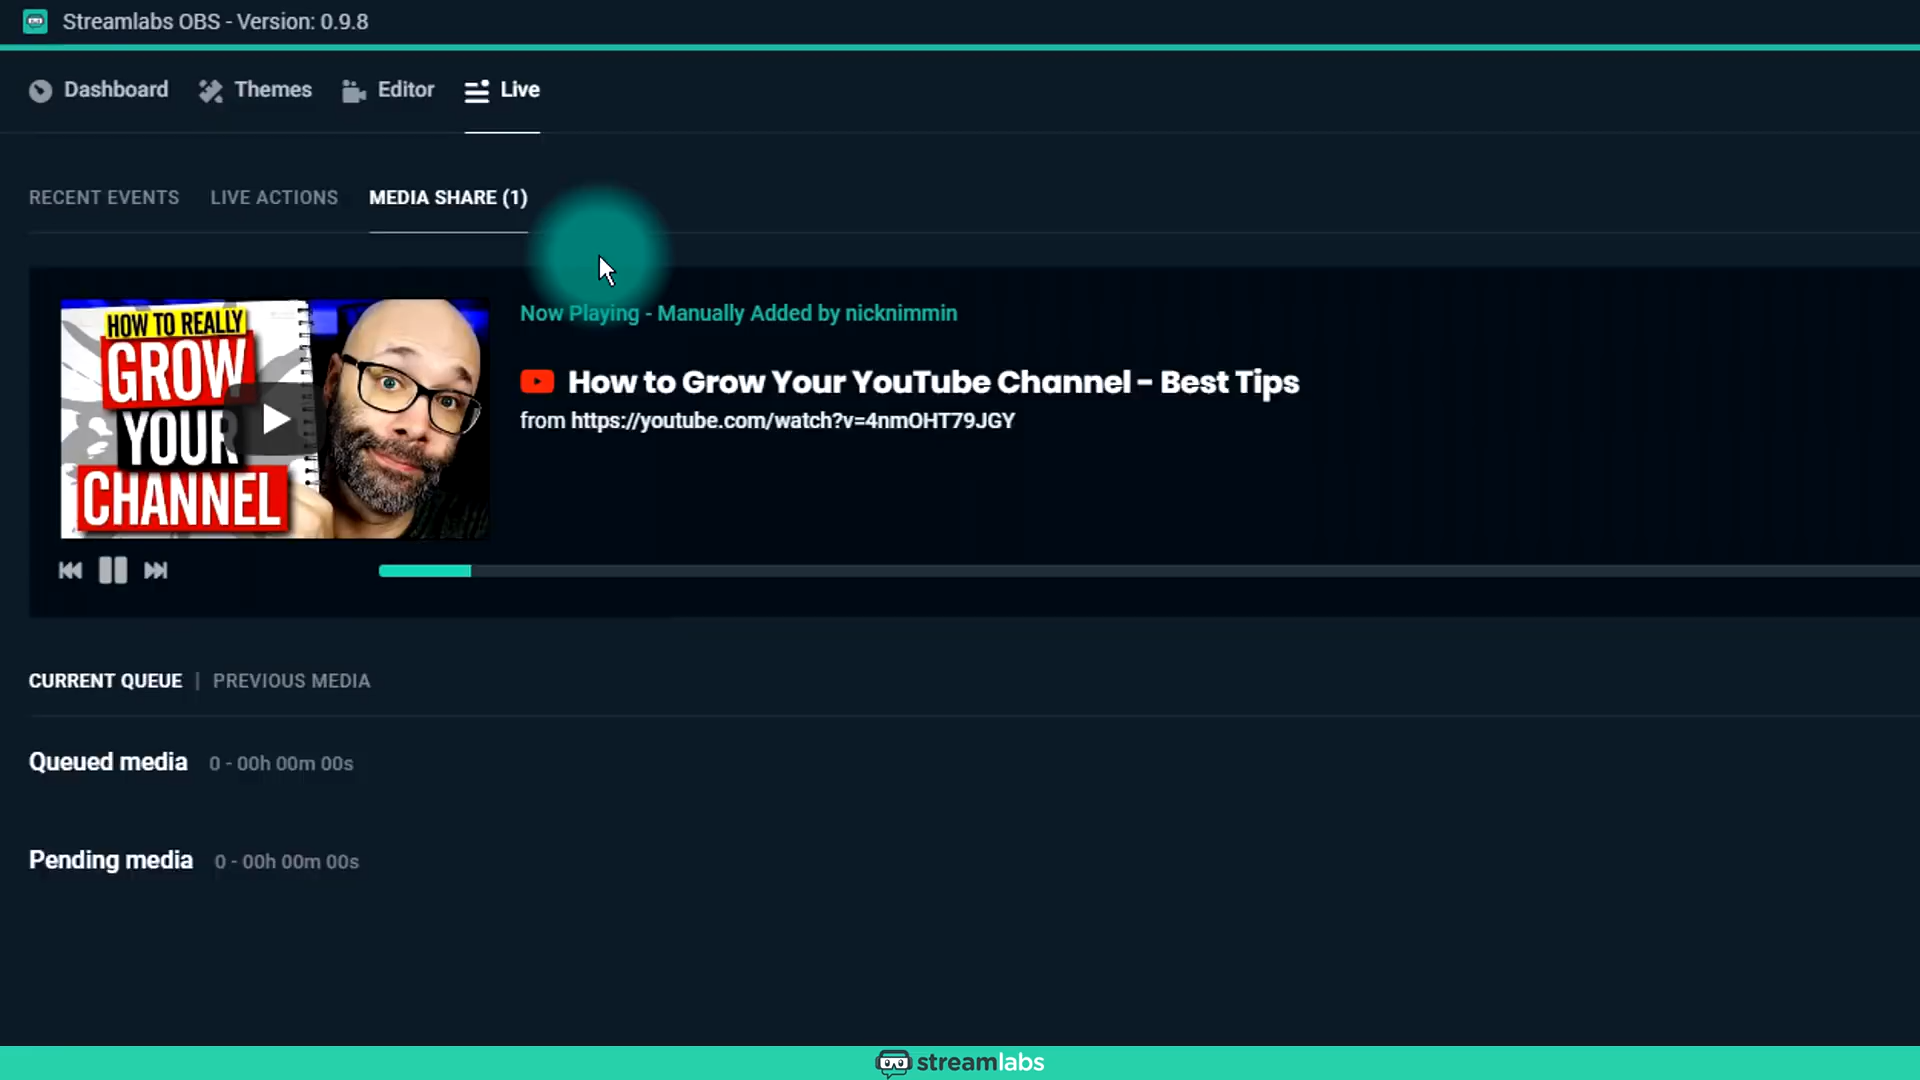 Streamlabs OBS - Version: 0.9.8
Dashboard Themes Editor Live
RECENT EVENTS LIVE ACTIONS MEDIA SHARE (1)
HOW TO REALLY
GROW
YOUR
CHANNEL
Now Playing - Manually Added by nicknimmin
How to Grow Your YouTube Channel - Best Tips
from https://youtube.com/watch?v=4nmOHT79JGY
CURRENT QUEUE | PREVIOUS MEDIA
Queued media 0 - 00h 00m 00s
Pending media 0 - 00h 00m 00s
streamlabs